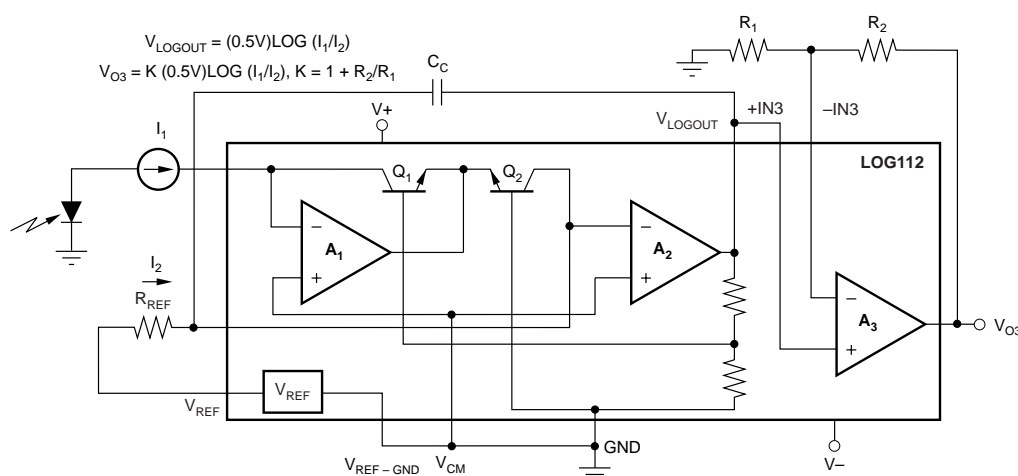 V_LOGOUT = (0.5V)LOG (I₁/I₂)
V_O3 = K (0.5V)LOG (I₁/I₂), K = 1 + R₂/R₁
R₁
R₂
C_C
V+
V_LOGOUT
+IN3
–IN3
I₁
LOG112
Q₁
Q₂
A₁
–
+
A₂
–
+
I₂
R_REF
A₃
–
+
V_O3
V_REF
V_REF
GND
V_REF – GND
V_CM
V–